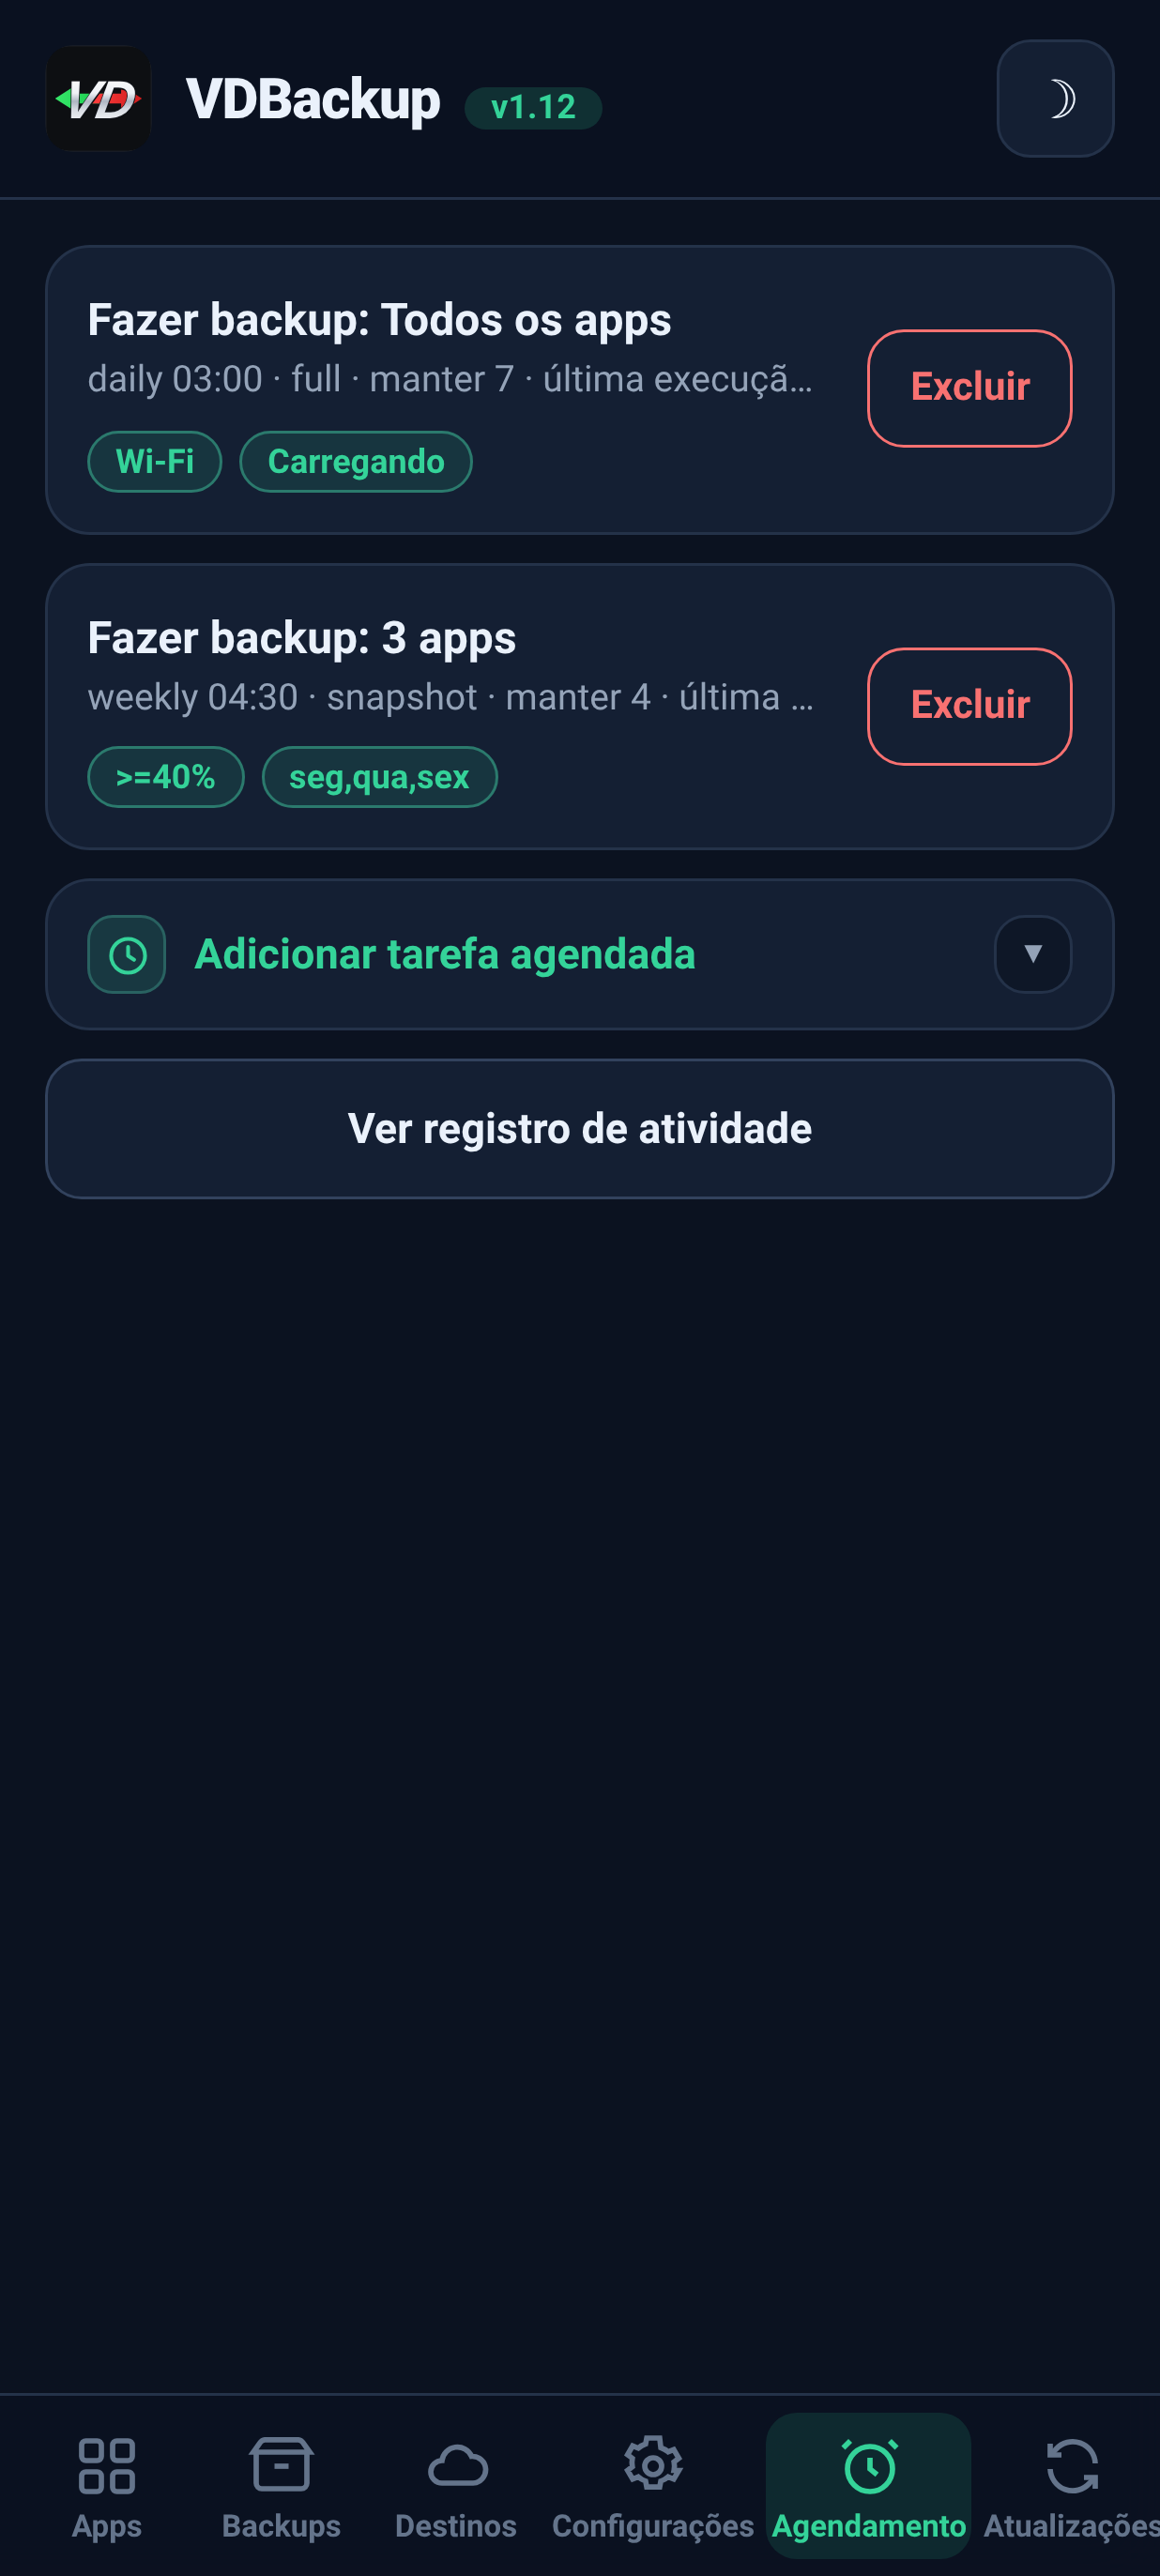 VD
VDBackup v1.12
Fazer backup: Todos os apps
daily 03:00 · full · manter 7 · última execuçã…
Excluir
Wi-Fi
Carregando
Fazer backup: 3 apps
weekly 04:30 · snapshot · manter 4 · última …
Excluir
>=40%
seg,qua,sex
Adicionar tarefa agendada
Ver registro de atividade
Apps
Backups
Destinos
Configurações
Agendamento
Atualizações